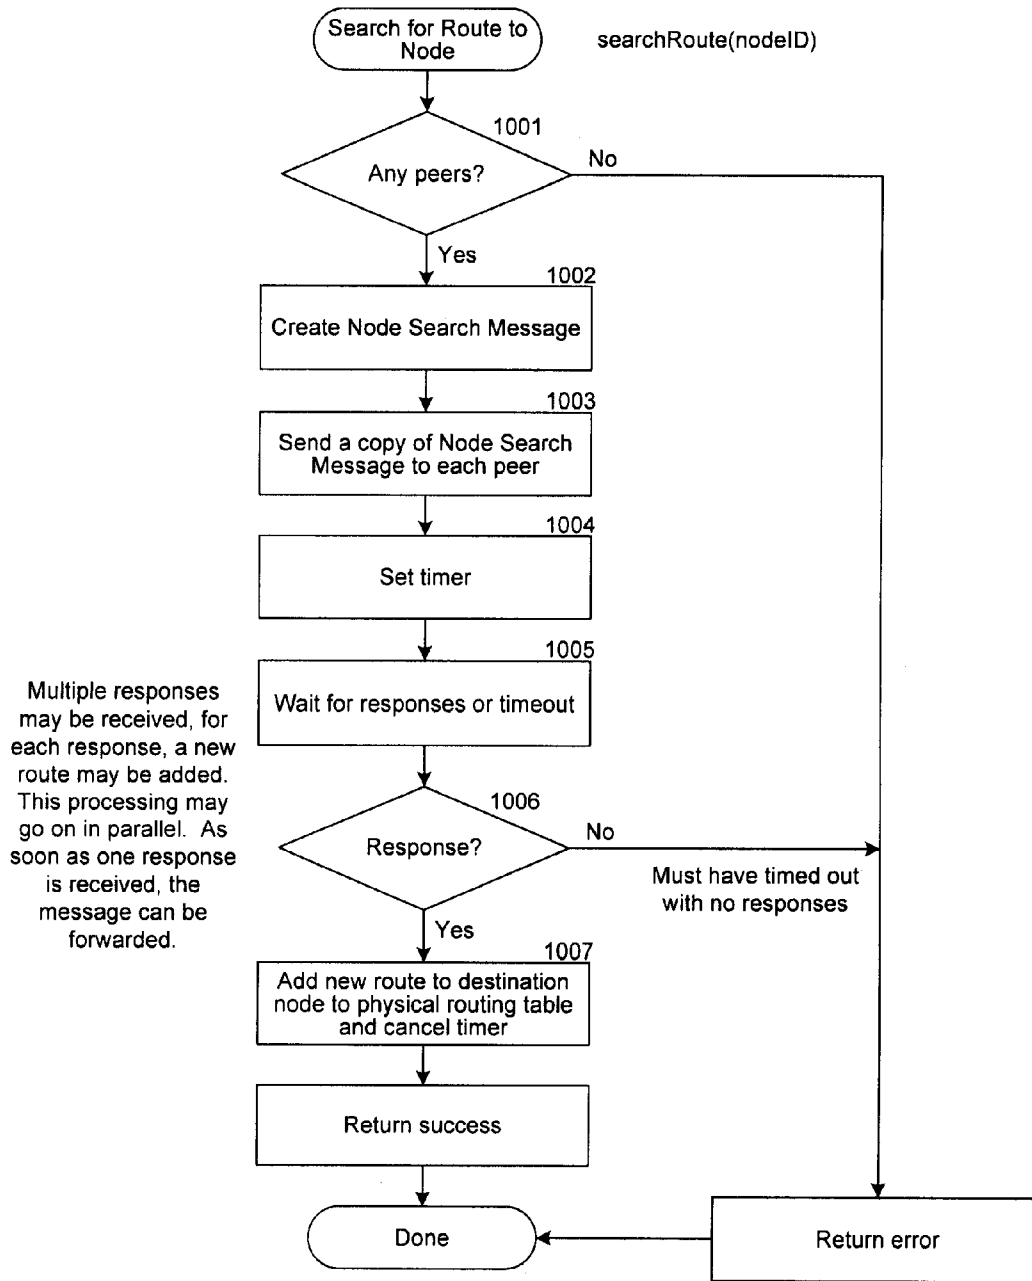 Search for Route to
Node
searchRoute(nodeID)
1001
Any peers?
No
Yes
1002
Create Node Search Message
1003
Send a copy of Node Search
Message to each peer
1004
Set timer
1005
Wait for responses or timeout
Multiple responses
may be received, for
each response, a new
route may be added.
This processing may
go on in parallel. As
soon as one response
is received, the
message can be
forwarded.
1006
Response?
No
Must have timed out
with no responses
Yes
1007
Add new route to destination
node to physical routing table
and cancel timer
Return success
Done
Return error